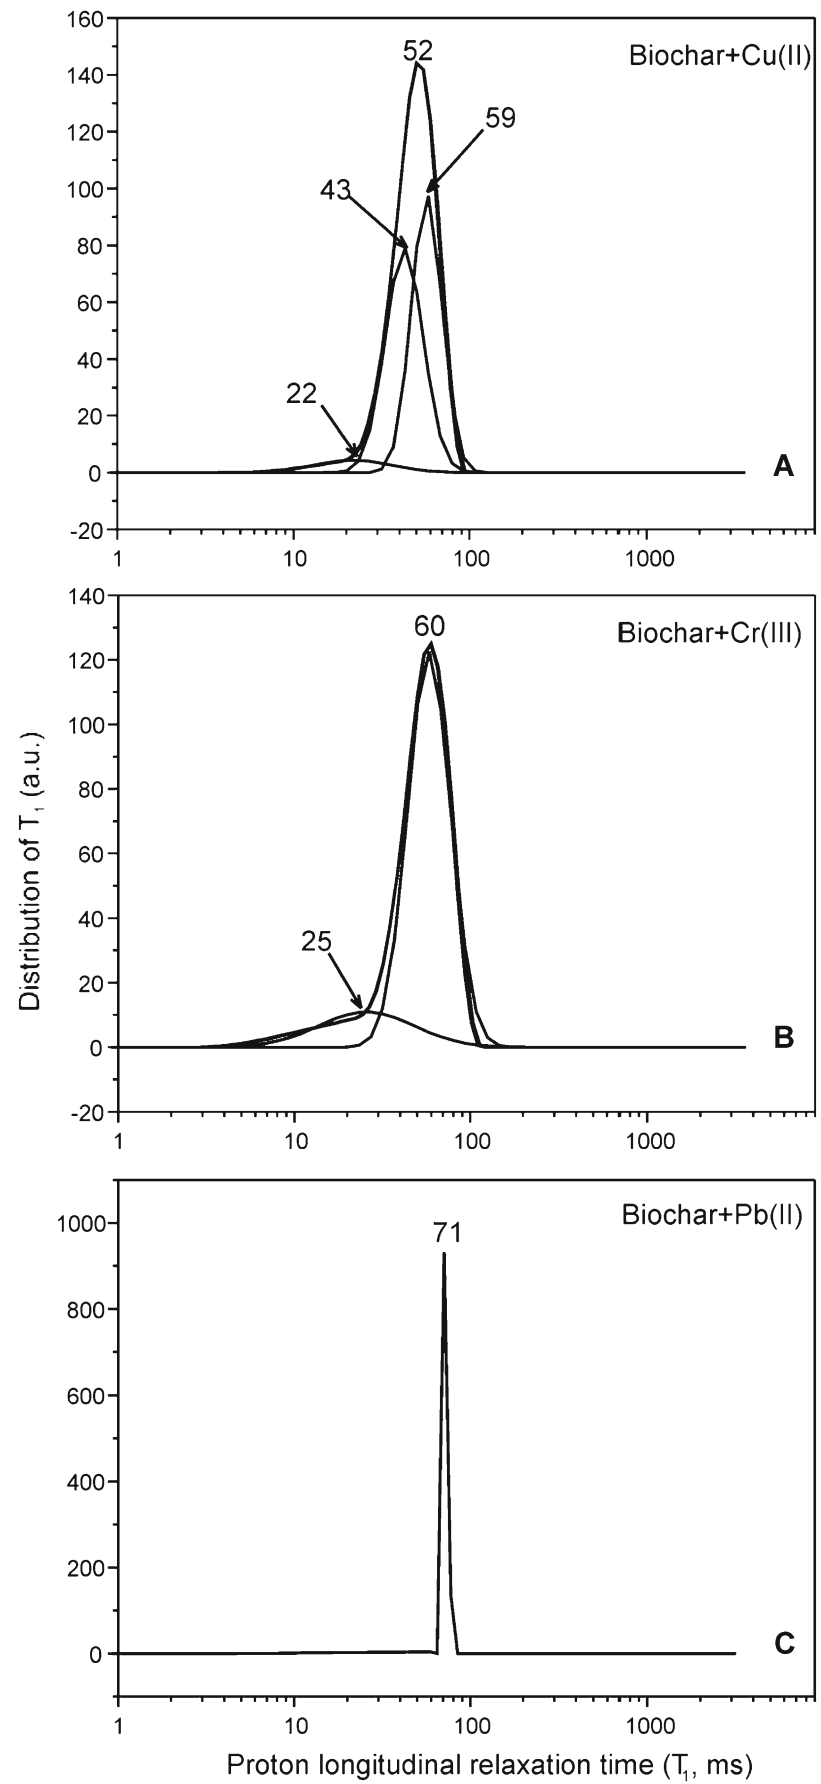 160
140
120
100
80
60
40
20
0
-20
52
59
43
22
Biochar+Cu(II)
A
1 10 100 1000
140
120
100
80
60
40
20
0
-20
60
25
Biochar+Cr(III)
B
1 10 100 1000
Distribution of T1 (a.u.)
1000
800
600
400
200
0
71
Biochar+Pb(II)
C
1 10 100 1000
Proton longitudinal relaxation time (T1, ms)